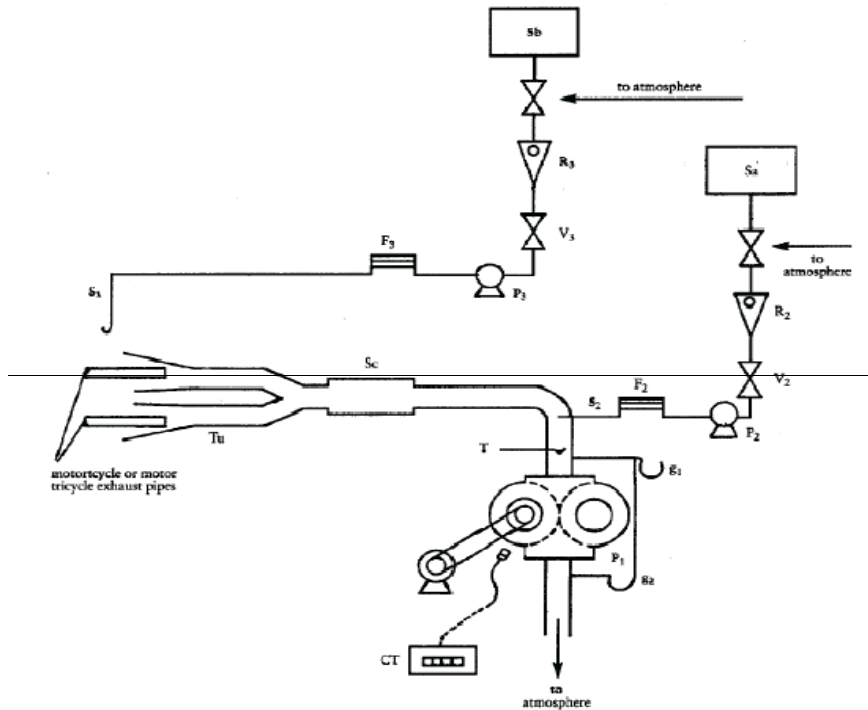 Sb
to atmosphere
R3
Sa
F3
V3
to
atmosphere
S3
P3
R2
Sc
F2
V2
S2
Tu
P2
T
g1
motortcycle or motor
tricycle exhaust pipes
P1
g2
CT
to
atmosphere